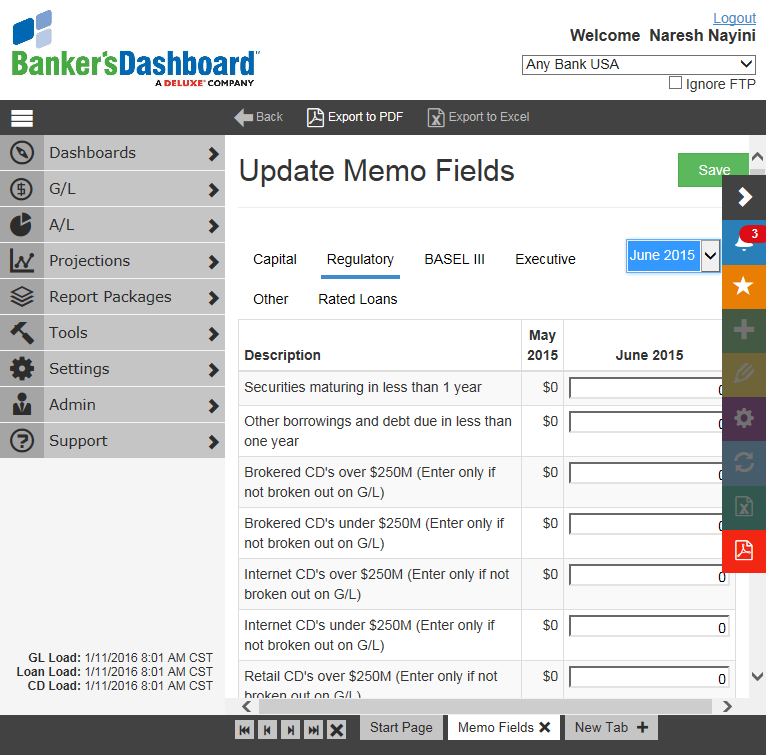 Logout
Welcome Naresh Nayini
Banker'sDashboard
A DELUXE COMPANY
Any Bank USA
Ignore FTP
Back
Export to PDF
Export to Excel
Dashboards
G/L
A/L
Projections
Report Packages
Tools
Settings
Admin
Support
Update Memo Fields
Save
3
Capital
Regulatory
BASEL III
Executive
June 2015
Other
Rated Loans
Description
May
2015
June 2015
Securities maturing in less than 1 year
$0
0
Other borrowings and debt due in less than
one year
$0
0
Brokered CD's over $250M (Enter only if
not broken out on G/L)
$0
0
Brokered CD's under $250M (Enter only if
not broken out on G/L)
$0
0
Internet CD's over $250M (Enter only if not
broken out on G/L)
$0
0
Internet CD's under $250M (Enter only if
not broken out on G/L)
$0
0
Retail CD's over $250M (Enter only if not
broken out on G/L)
$0
0
GL Load: 1/11/2016 8:01 AM CST
Loan Load: 1/11/2016 8:01 AM CST
CD Load: 1/11/2016 8:01 AM CST
Start Page
Memo Fields
New Tab